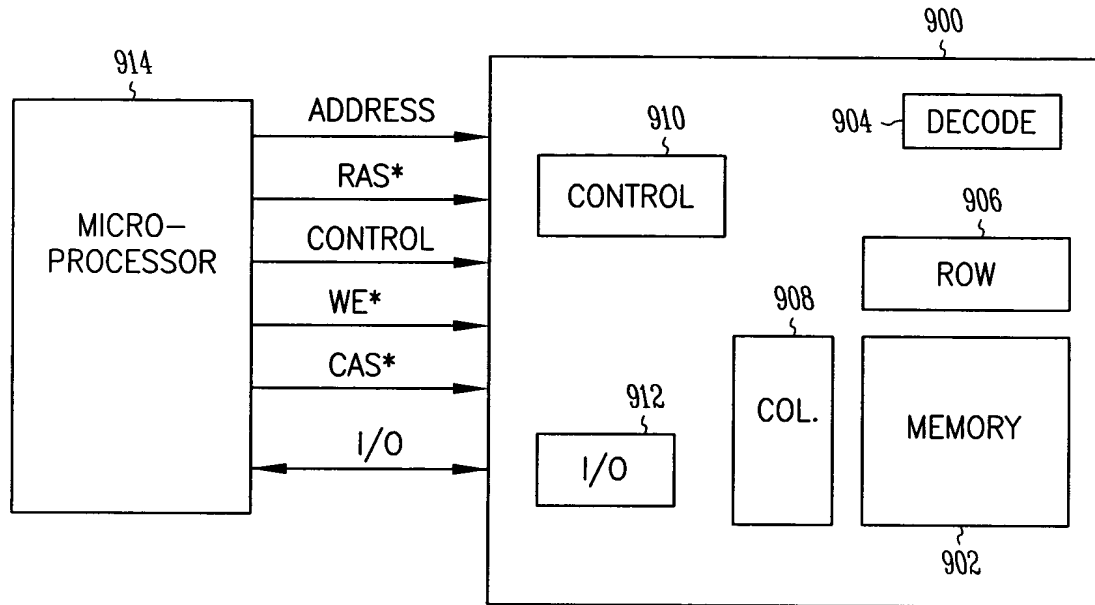 900
914
ADDRESS
904
DECODE
910
RAS*
CONTROL
MICRO-
PROCESSOR
CONTROL
906
ROW
WE*
908
CAS*
912
COL.
MEMORY
I/O
I/O
902